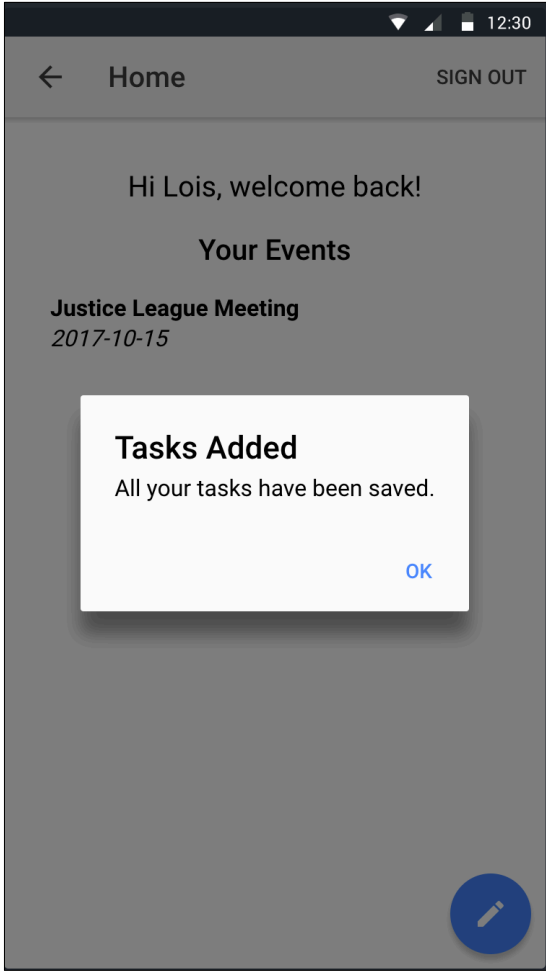 12:30
Home
SIGN OUT
Hi Lois, welcome back!
Your Events
Justice League Meeting
2017-10-15
Tasks Added
All your tasks have been saved.
OK